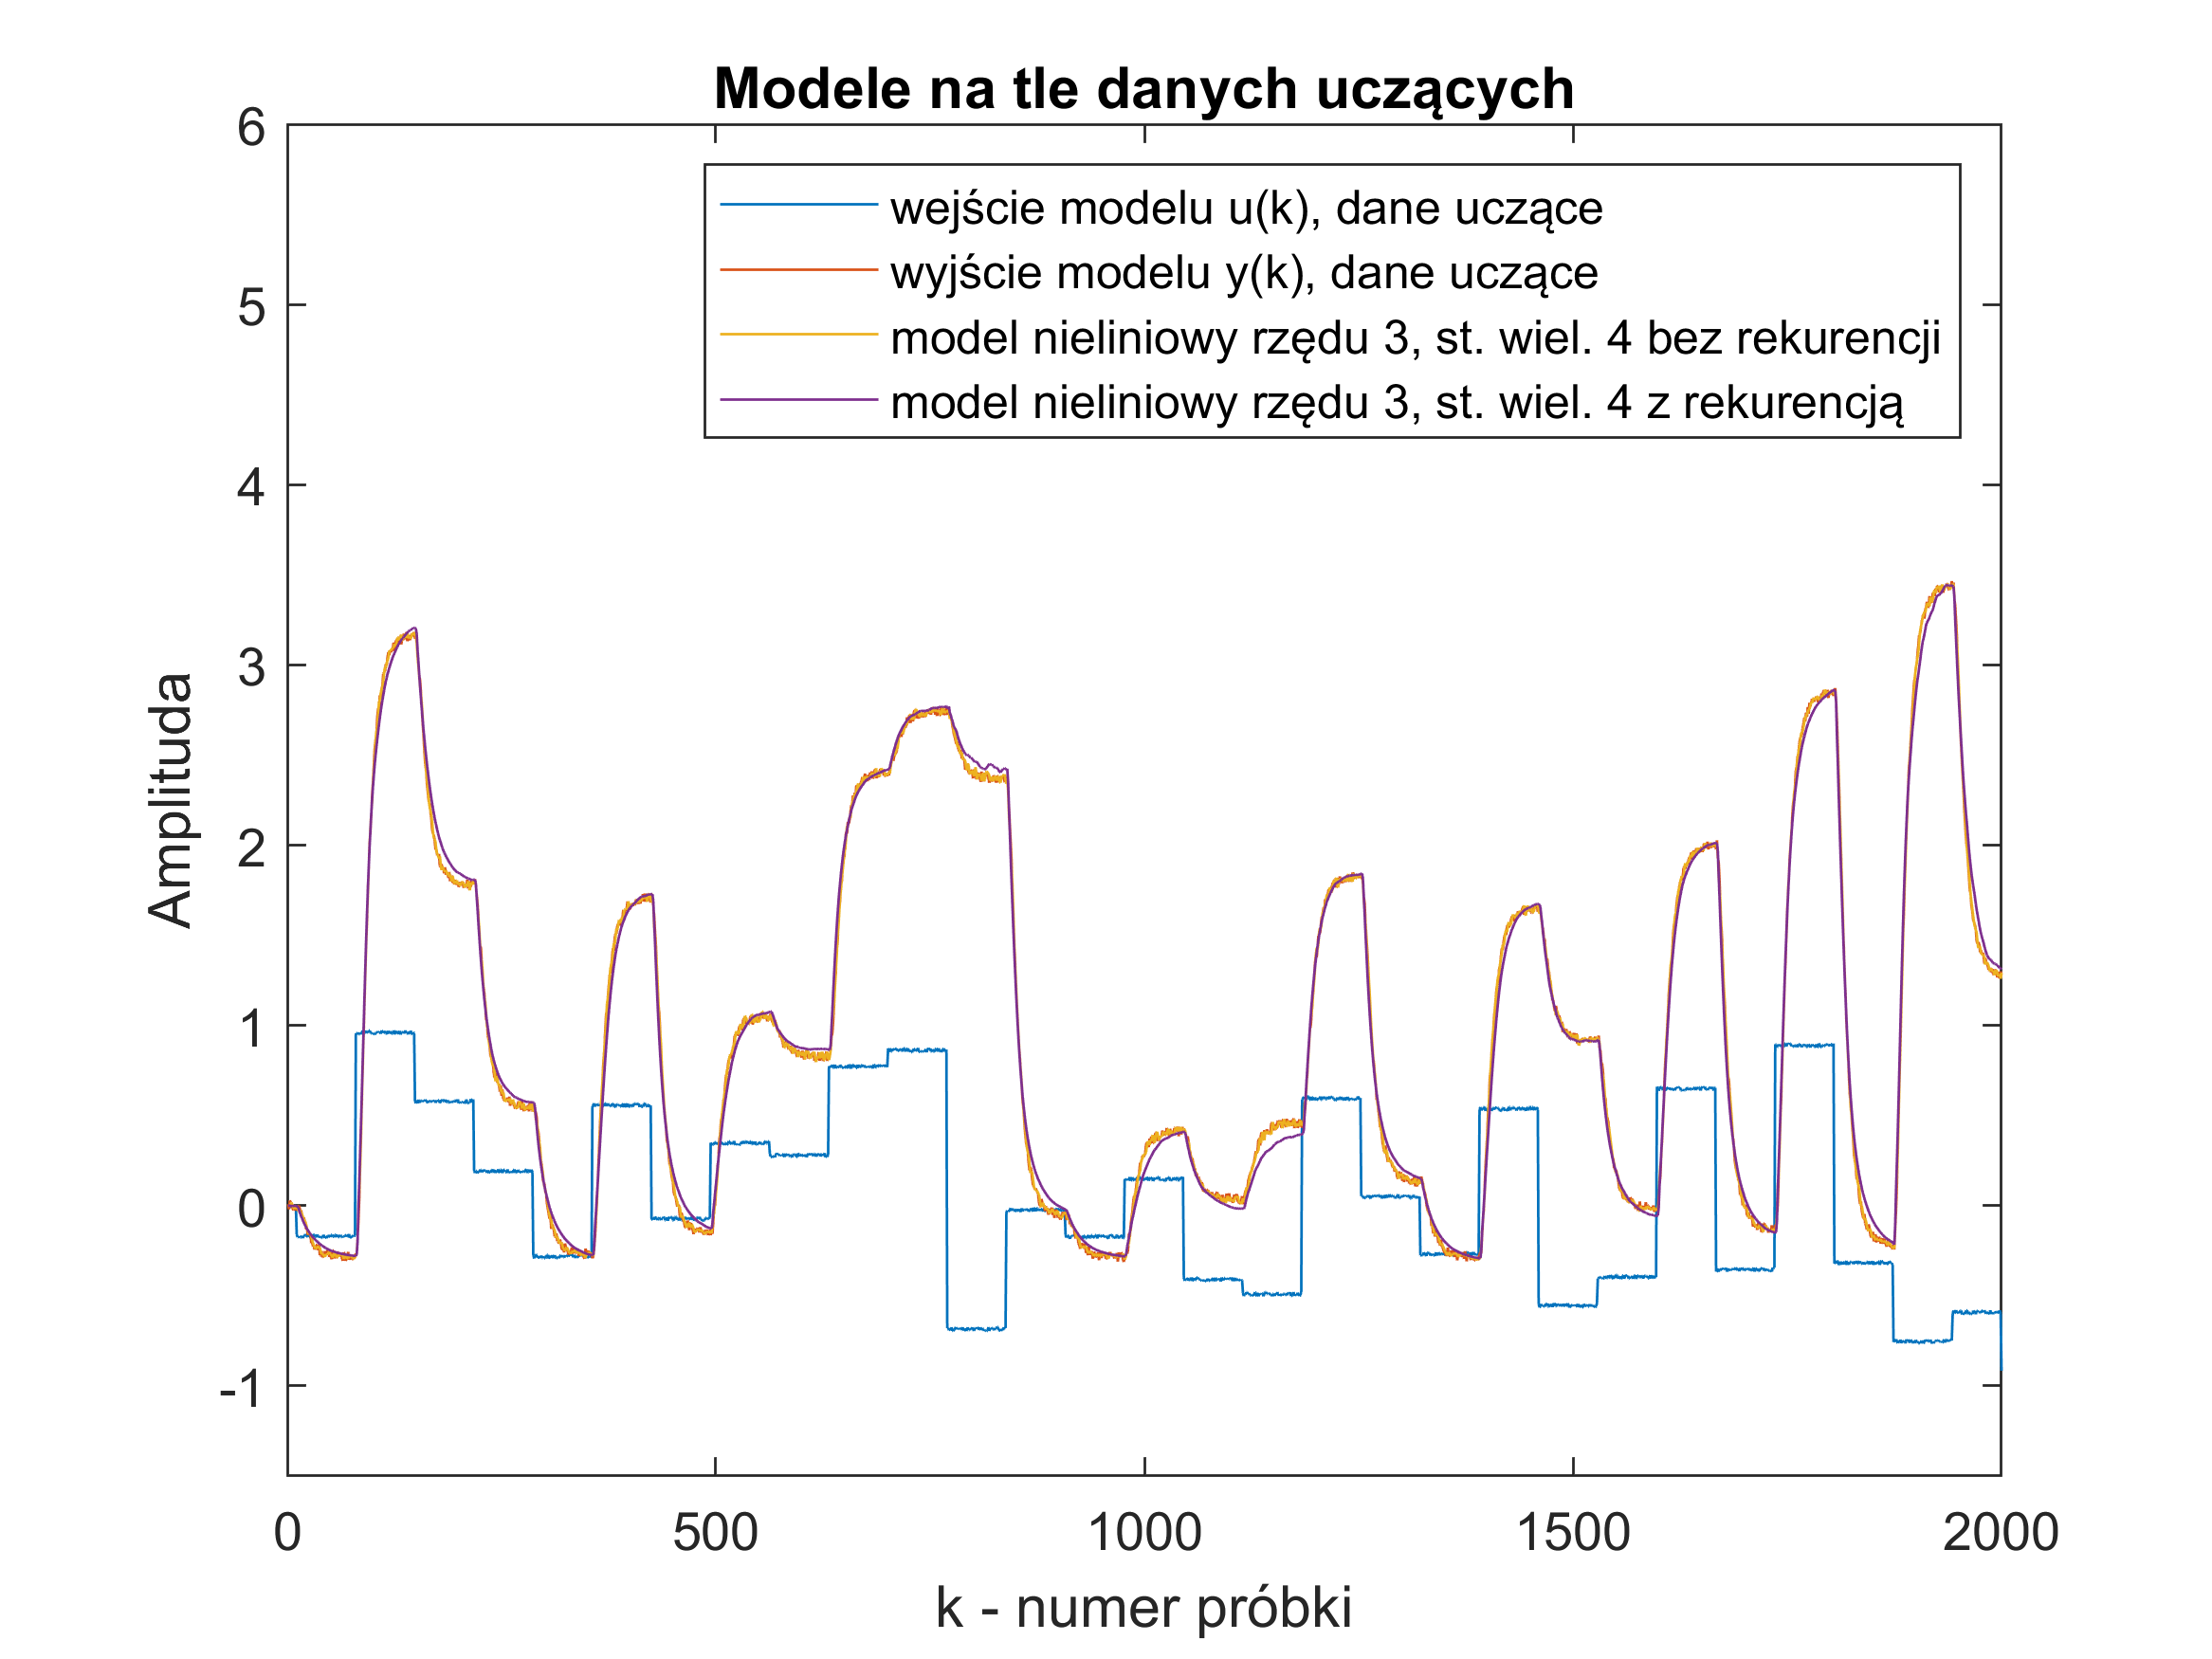 Modele na tle danych uczących
6
5
4
3
2
1
0
-1
Amplituda
wejście modelu u(k), dane uczące
wyjście modelu y(k), dane uczące
model nieliniowy rzędu 3, st. wiel. 4 bez rekurencji
model nieliniowy rzędu 3, st. wiel. 4 z rekurencją
0 500 1000 1500 2000
k - numer próbki